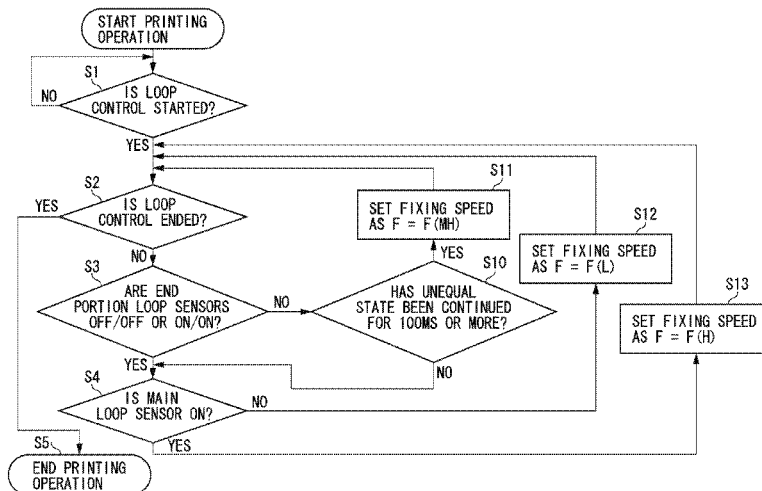 START PRINTING
OPERATION
S1
IS LOOP
CONTROL STARTED?
NO
YES
S2
IS LOOP
CONTROL ENDED?
YES
NO
S3
ARE END
PORTION LOOP SENSORS
OFF/OFF OR ON/ON?
NO
YES
S10
HAS UNEQUAL
STATE BEEN CONTINUED
FOR 100MS OR MORE?
YES
NO
S11
SET FIXING SPEED
AS F = F(MH)
S12
SET FIXING SPEED
AS F = F(L)
S13
SET FIXING SPEED
AS F = F(H)
S4
IS MAIN
LOOP SENSOR ON?
NO
YES
S5
END PRINTING
OPERATION